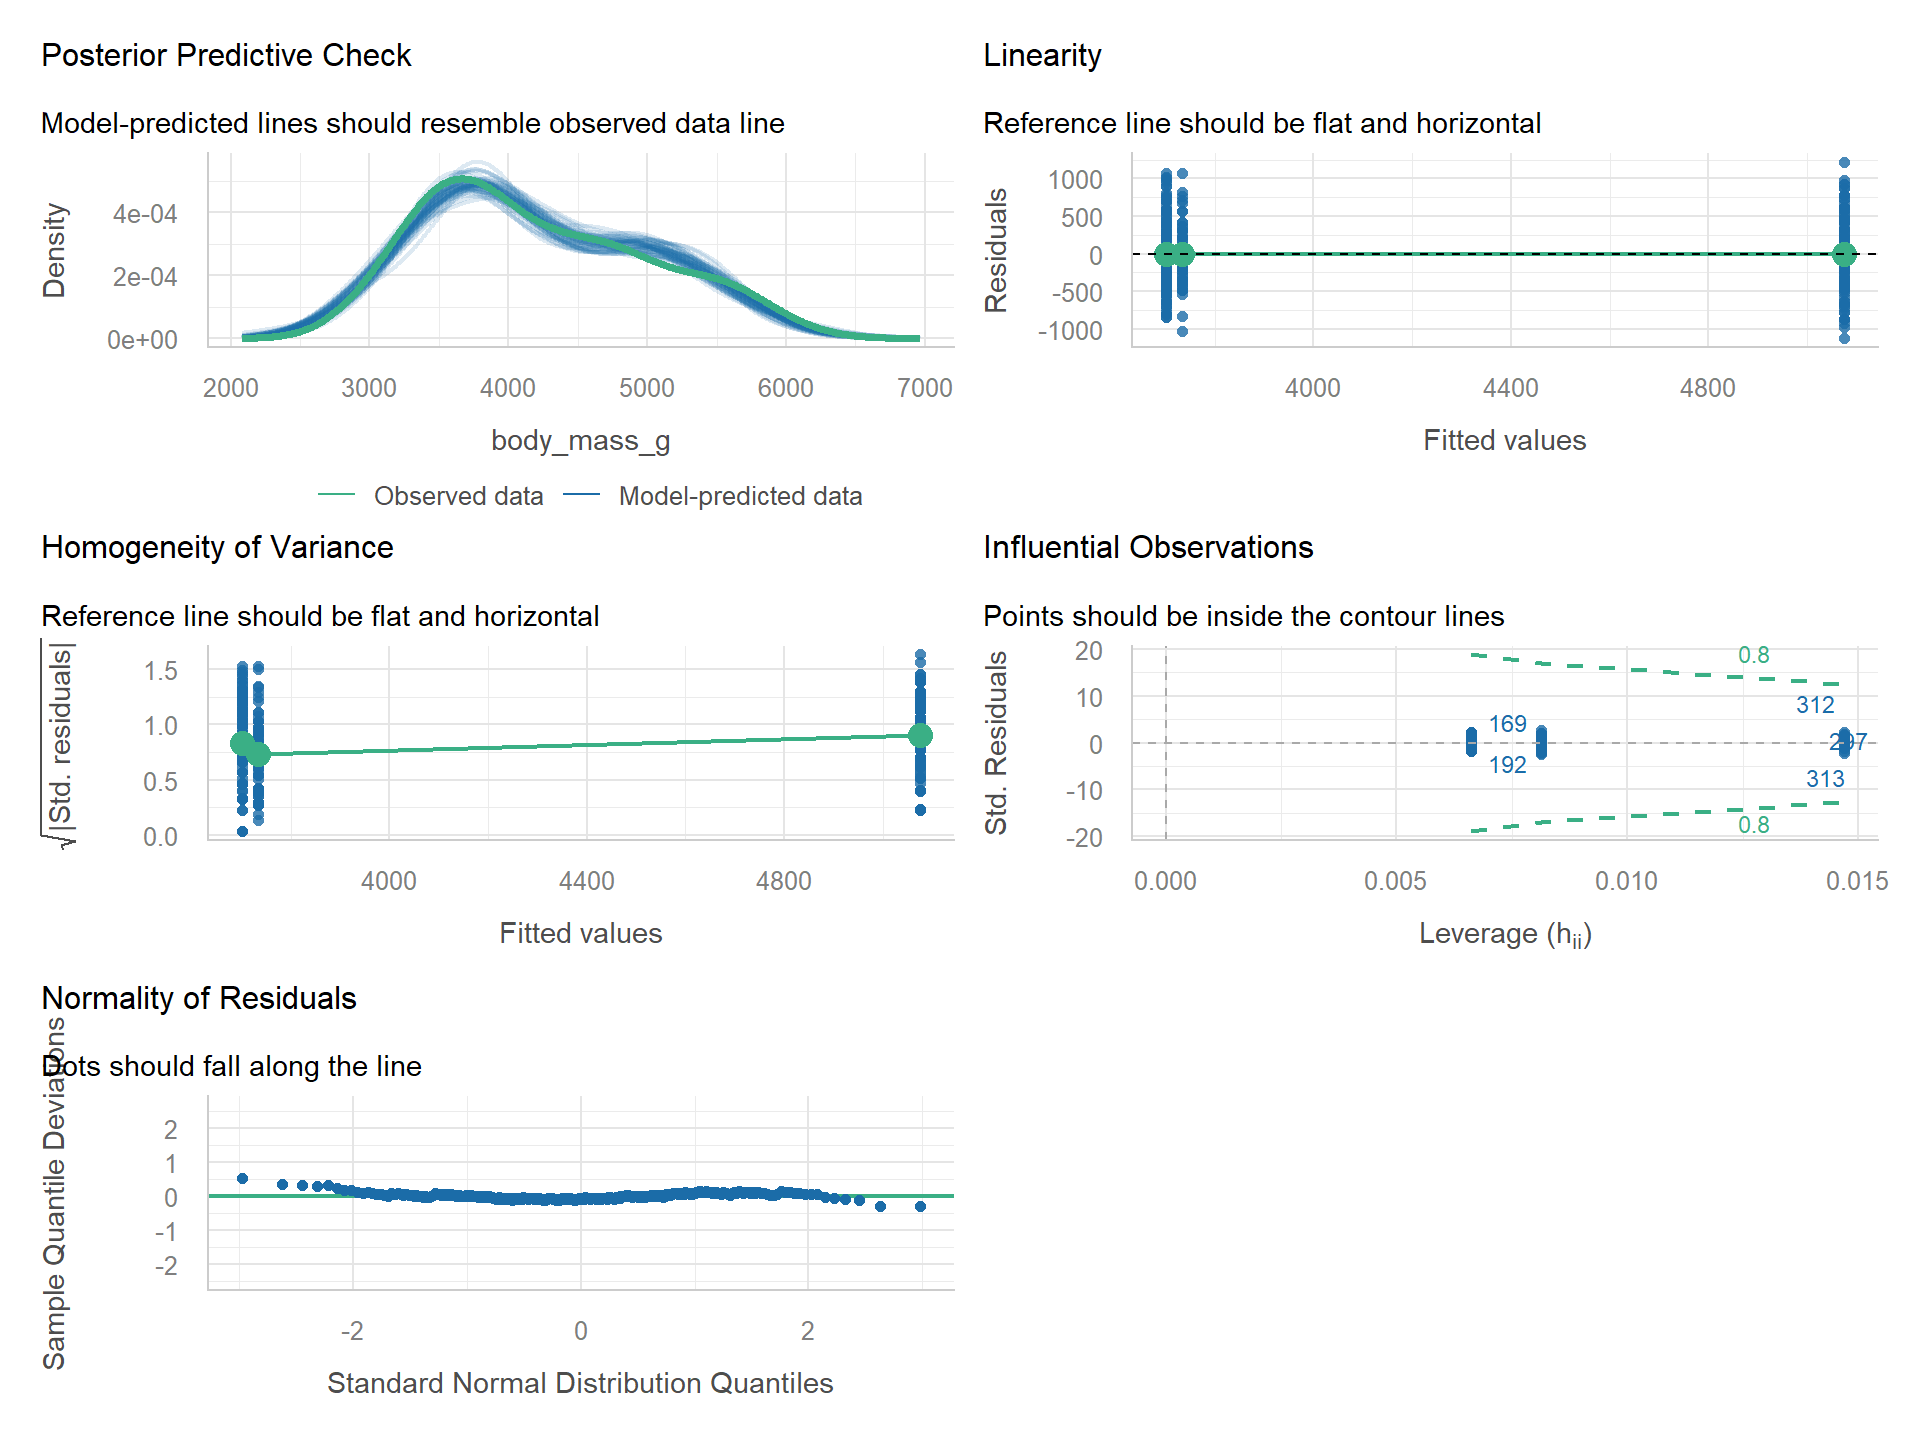 Posterior Predictive Check
Model-predicted lines should resemble observed data line
Density
4e-04
2e-04
0e+00
2000 3000 4000 5000 6000 7000
body_mass_g
Observed data Model-predicted data
Linearity
Reference line should be flat and horizontal
Residuals
1000
500
0
-500
-1000
4000 4400 4800
Fitted values
Homogeneity of Variance
Reference line should be flat and horizontal
√|Std. residuals|
1.5
1.0
0.5
0.0
4000 4400 4800
Fitted values
Influential Observations
Points should be inside the contour lines
Std. Residuals
20
10
0
-10
-20
0.8
312
169
297
192
313
0.8
0.000 0.005 0.010 0.015
Leverage (hii)
Normality of Residuals
Dots should fall along the line
Sample Quantile Deviations
2
1
0
-1
-2
-2 0 2
Standard Normal Distribution Quantiles